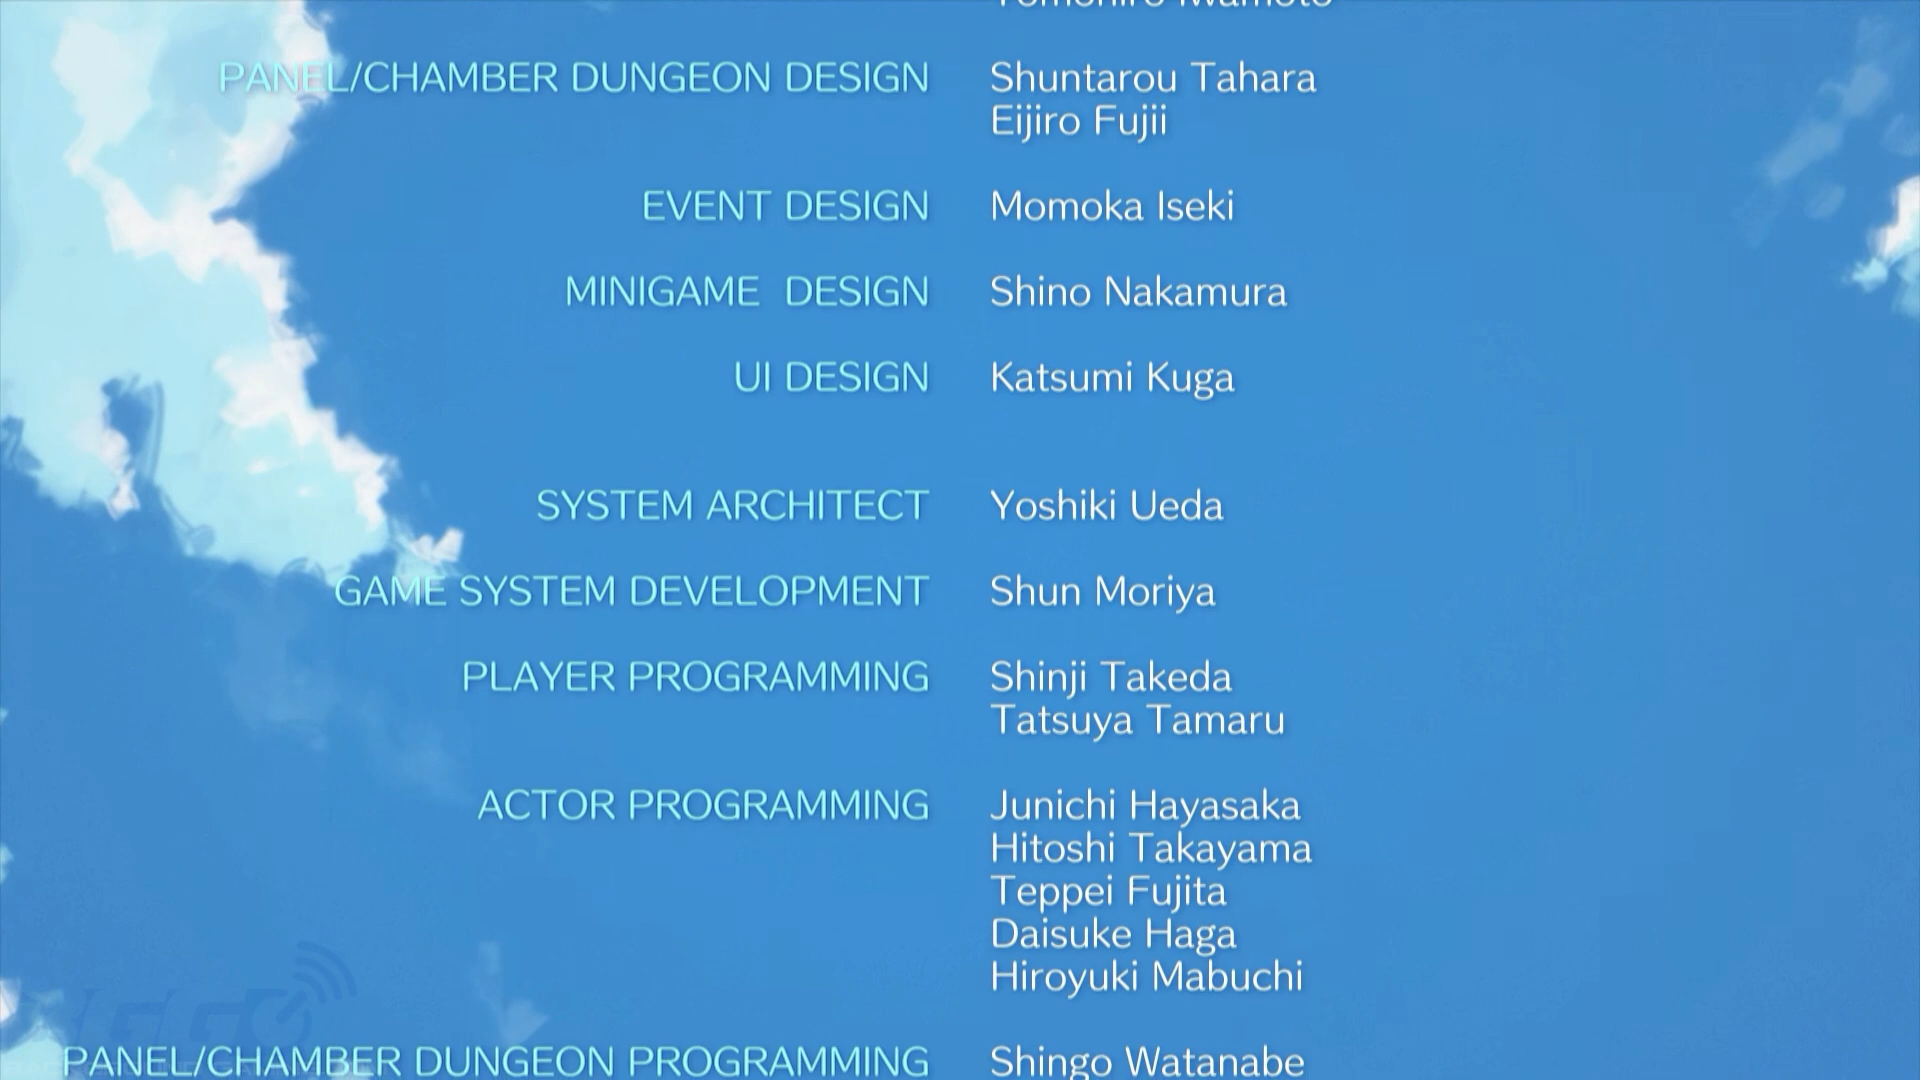 Tomohiro Iwamoto
PANEL/CHAMBER DUNGEON DESIGN Shuntarou Tahara
Eijiro Fujii
EVENT DESIGN Momoka Iseki
MINIGAME DESIGN Shino Nakamura
UI DESIGN Katsumi Kuga
SYSTEM ARCHITECT Yoshiki Ueda
GAME SYSTEM DEVELOPMENT Shun Moriya
PLAYER PROGRAMMING Shinji Takeda
Tatsuya Tamaru
ACTOR PROGRAMMING Junichi Hayasaka
Hitoshi Takayama
Teppei Fujita
Daisuke Haga
Hiroyuki Mabuchi
PANEL/CHAMBER DUNGEON PROGRAMMING Shingo Watanabe